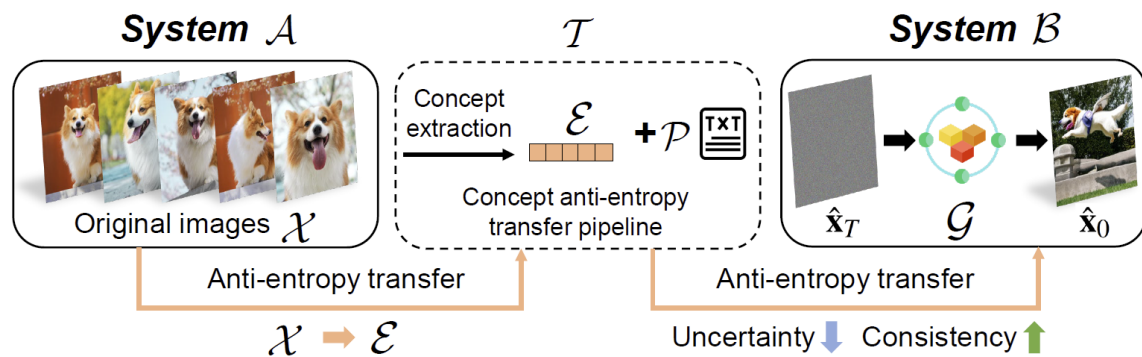 System 𝒜
Original images 𝒳
𝒯
Concept extraction
ℰ
+ 𝒫
TXT
Concept anti-entropy transfer pipeline
System ℬ
x̂_T
𝒢
x̂_0
Anti-entropy transfer
𝒳 ➡ ℰ
Anti-entropy transfer
Uncertainty ⬇ Consistency ⬆